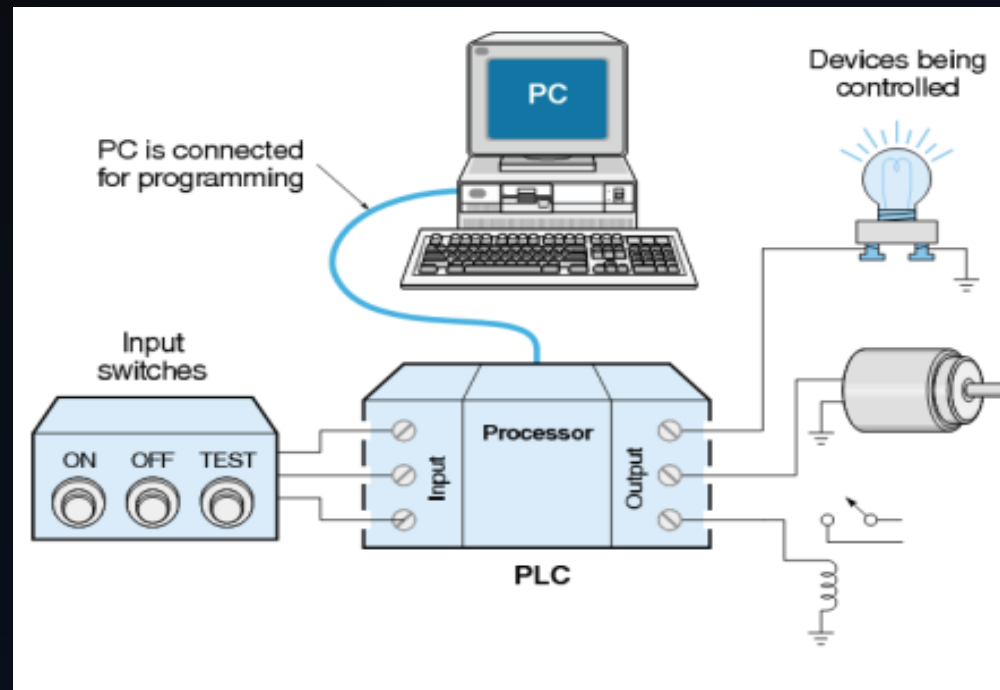 PC
Devices being
controlled
PC is connected
for programming
Input
switches
ON OFF TEST
Input
Processor
Output
PLC